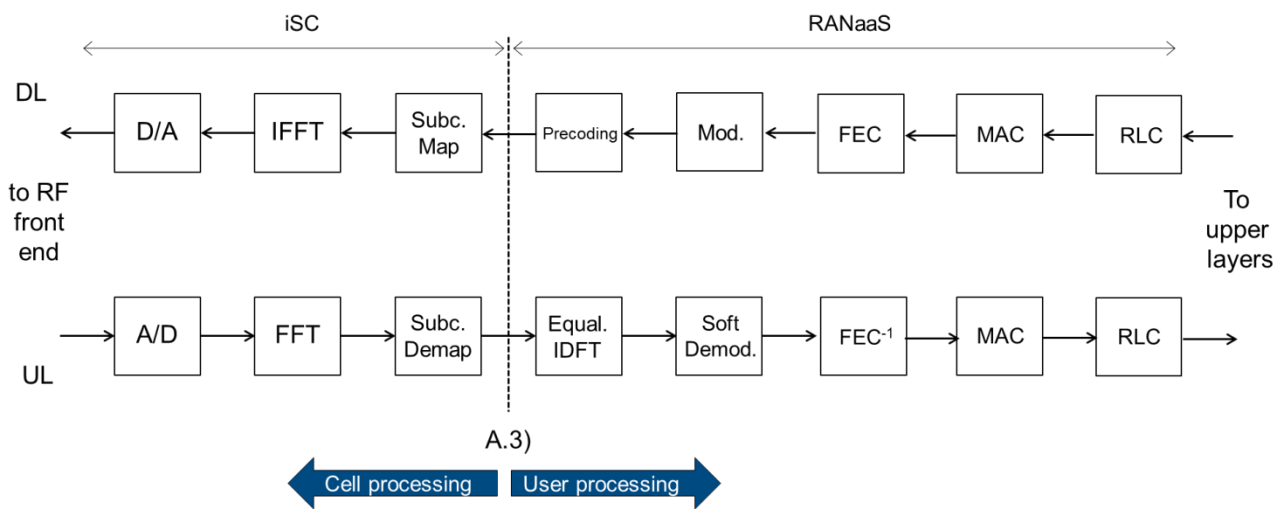 iSC
RANaaS
DL
D/A
IFFT
Subc.
Map
Precoding
Mod.
FEC
MAC
RLC
to RF
front
end
To
upper
layers
A/D
FFT
Subc.
Demap
Equal.
IDFT
Soft
Demod.
FEC⁻¹
MAC
RLC
UL
A.3)
Cell processing
User processing